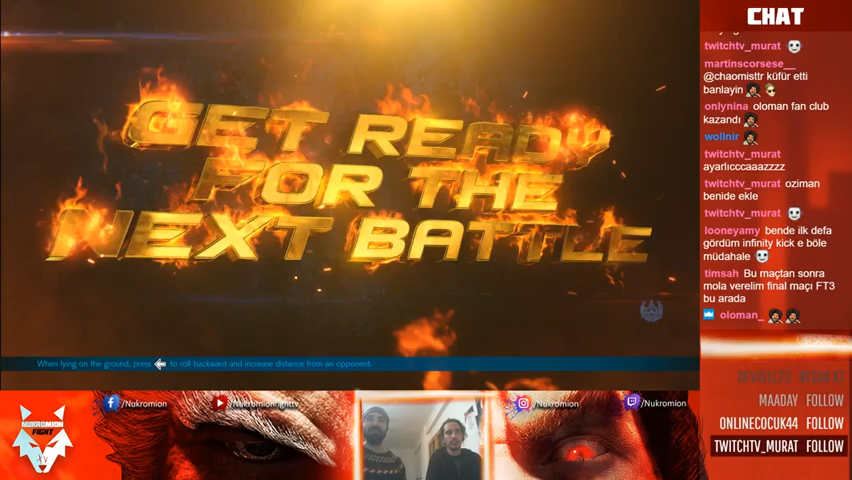 GET READY
FOR THE
NEXT BATTLE
When lying on the ground, press to roll backward and increase distance from an opponent.
CHAT
twitchtv_murat
martinscorsese__
@chaomisttr küfür etti
banlayin
onlynina oloman fan club
kazandı
wollnir
twitchtv_murat
ayarlıcccaaazzzz
twitchtv_murat oziman
benide ekle
twitchtv_murat
looneyamy bende ilk defa
gördüm infinity kick e böle
müdahale
timsah Bu maçtan sonra
mola verelim final maçı FT3
bu arada
oloman_
MAADAY FOLLOW
ONLINECOCUK44 FOLLOW
TWITCHTV_MURAT FOLLOW
/Nukromion
/NukromionFighttv
/Nukromion
/Nukromion
NUKROMION
FIGHT